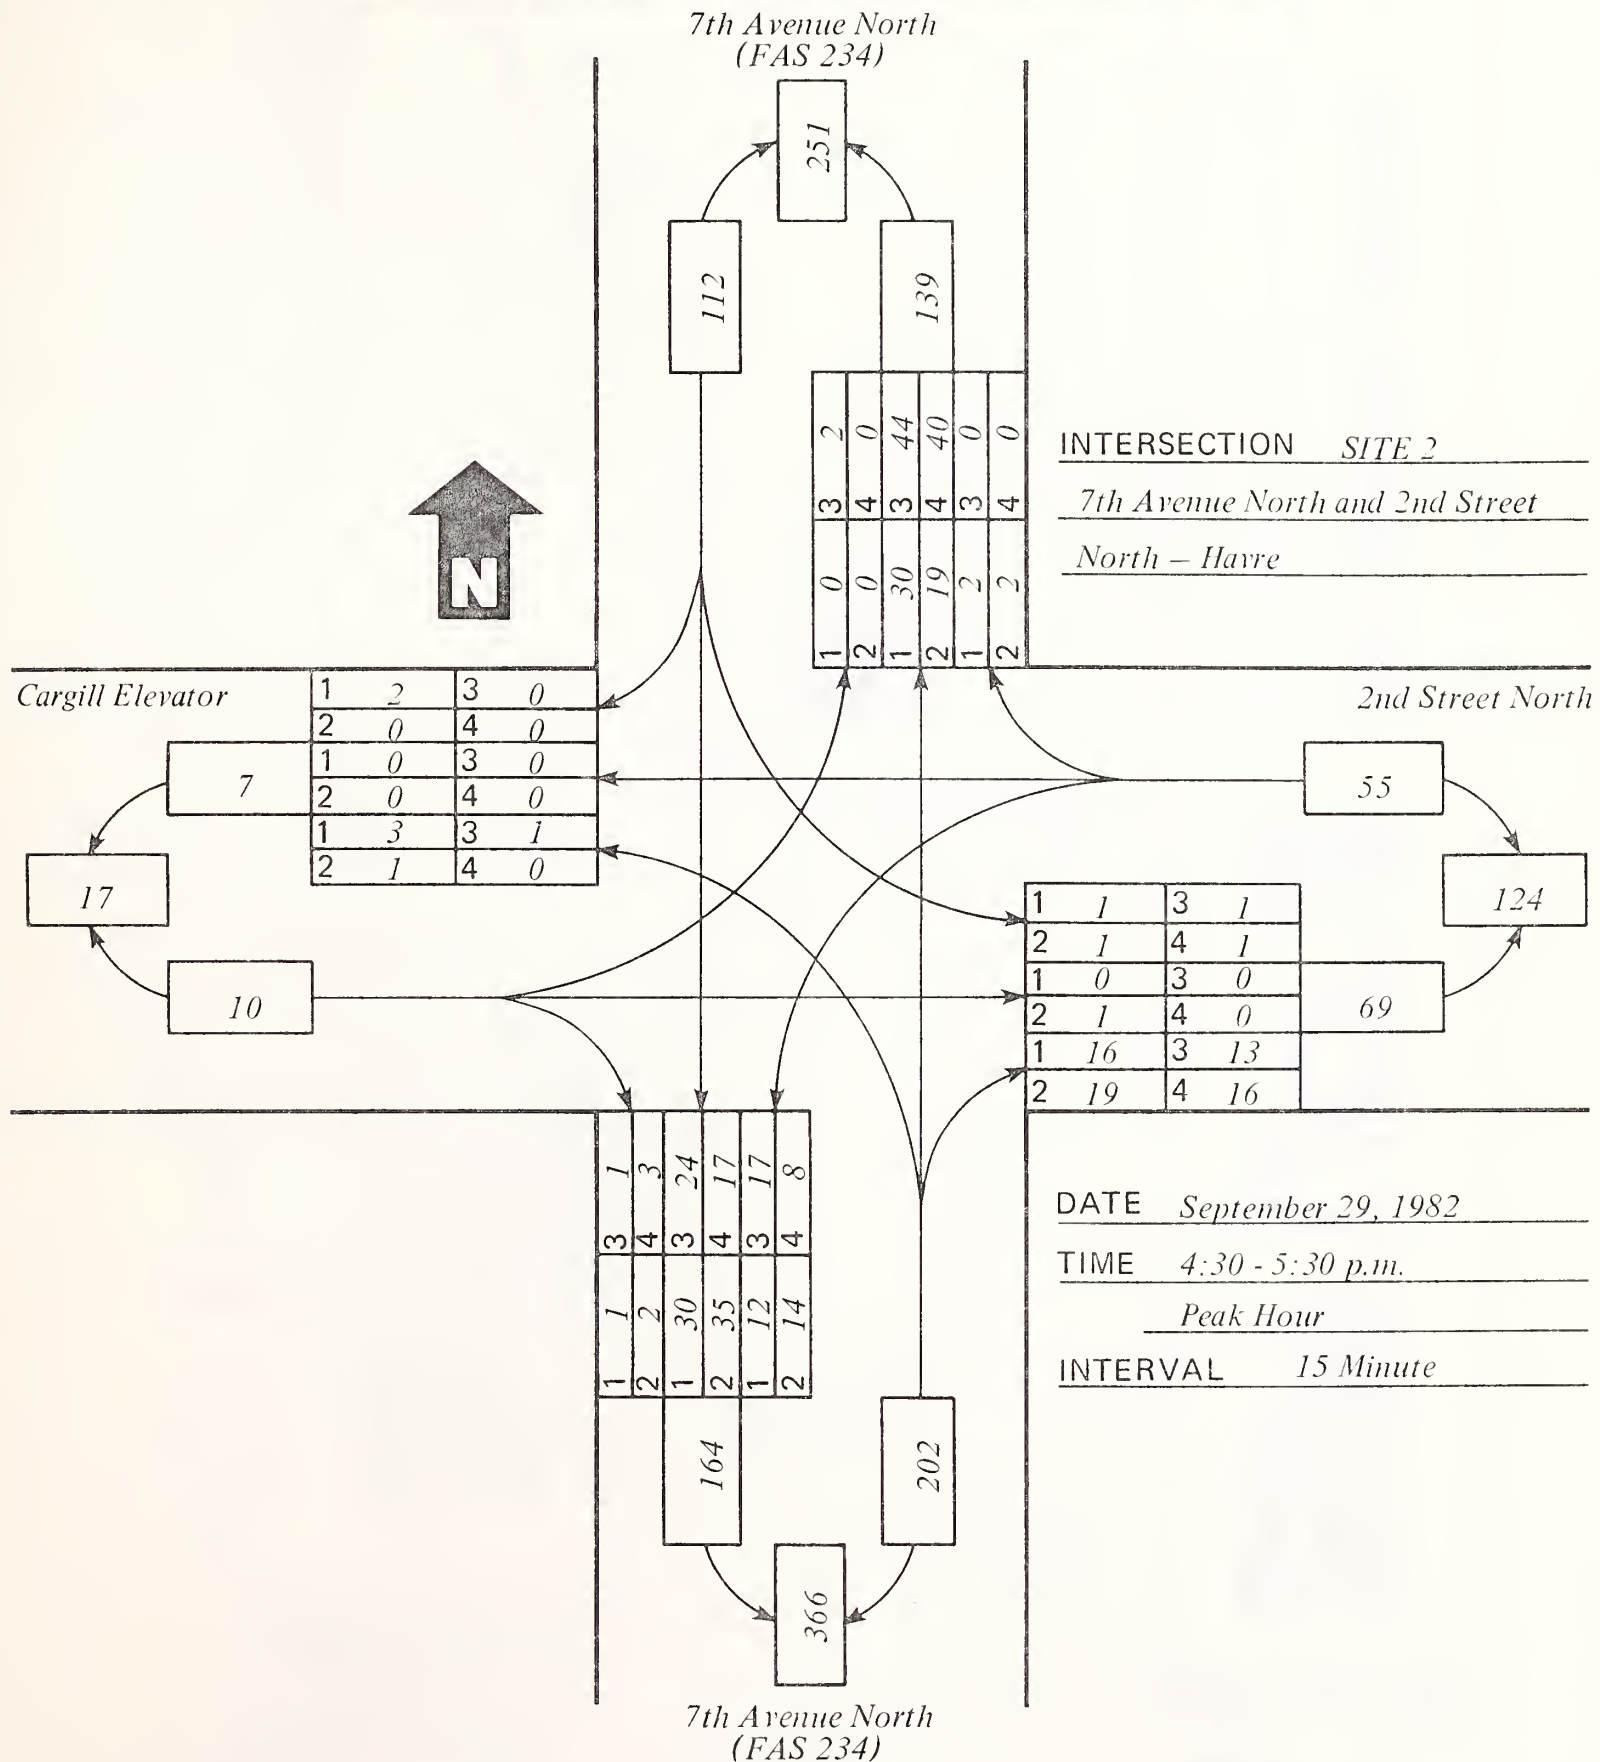 7th Avenue North
(FAS 234)
251
112
139
3 2
4 0
3 44
4 40
3 0
4 0
1 0
2 0
1 30
2 19
1 2
2 2
INTERSECTION SITE 2
7th Avenue North and 2nd Street
North – Havre
N
Cargill Elevator
2nd Street North
1 2 3 0
2 0 4 0
1 0 3 0
2 0 4 0
1 3 3 1
2 1 4 0
7
17
10
55
124
69
1 1 3 1
2 1 4 1
1 0 3 0
2 1 4 0
1 16 3 13
2 19 4 16
3 1
4 3
3 24
4 17
3 17
4 8
1 1
2 2
1 30
2 35
1 12
2 14
DATE September 29, 1982
TIME 4:30 - 5:30 p.m.
Peak Hour
INTERVAL 15 Minute
164
202
366
7th Avenue North
(FAS 234)